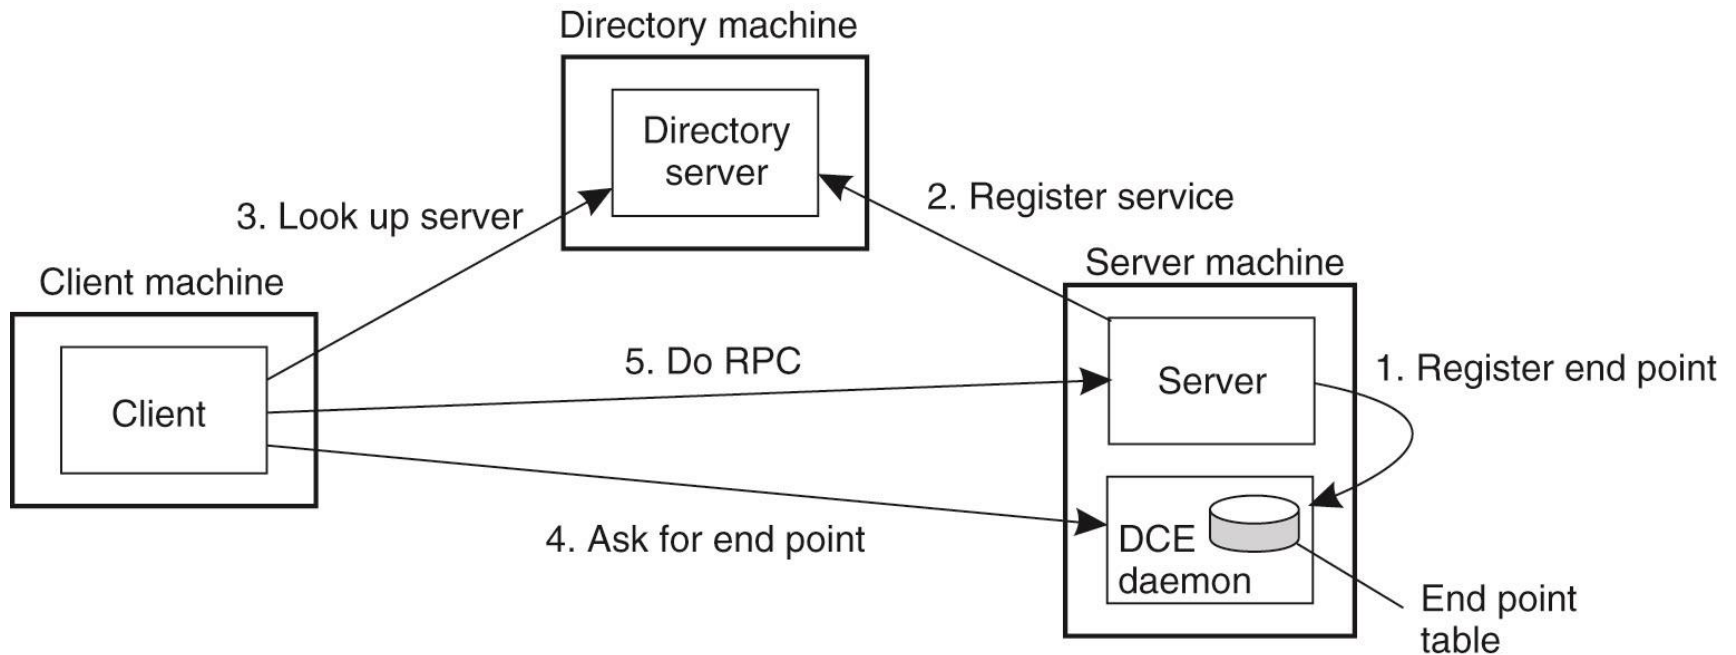 Directory machine
Directory
server
2. Register service
3. Look up server
Server machine
Client machine
5. Do RPC
1. Register end point
Server
Client
4. Ask for end point
DCE
daemon
End point
table